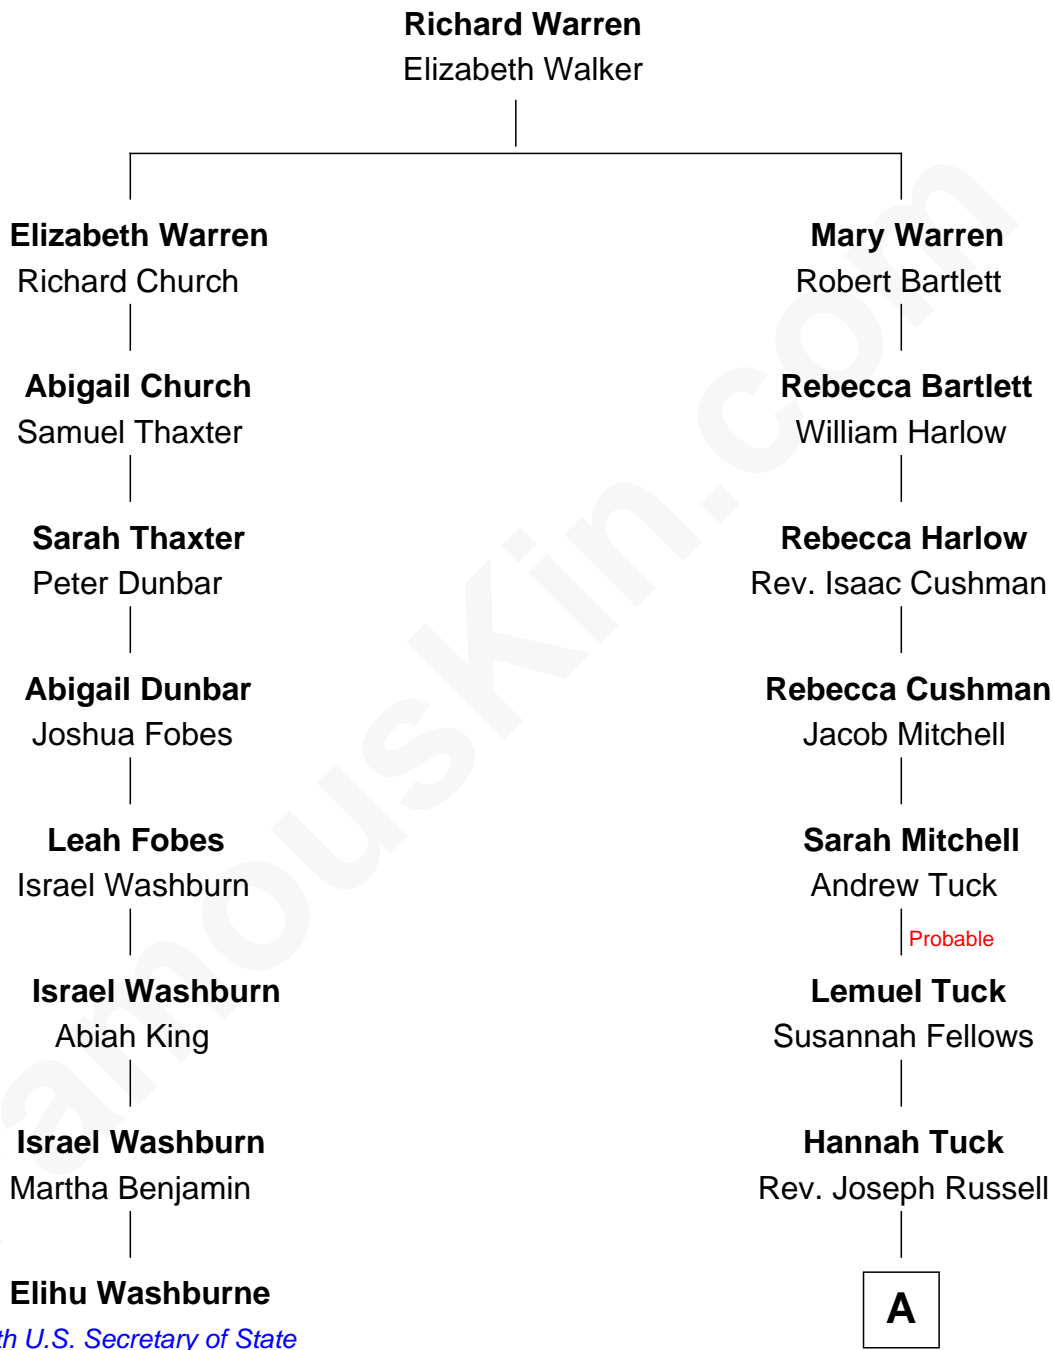 Richard Warren
Elizabeth Walker
Elizabeth Warren
Richard Church
Abigail Church
Samuel Thaxter
Sarah Thaxter
Peter Dunbar
Abigail Dunbar
Joshua Fobes
Leah Fobes
Israel Washburn
Israel Washburn
Abiah King
Israel Washburn
Martha Benjamin
Elihu Washburne
th U.S. Secretary of State
Mary Warren
Robert Bartlett
Rebecca Bartlett
William Harlow
Rebecca Harlow
Rev. Isaac Cushman
Rebecca Cushman
Jacob Mitchell
Sarah Mitchell
Andrew Tuck
Probable
Lemuel Tuck
Susannah Fellows
Hannah Tuck
Rev. Joseph Russell
A
amouskin.com